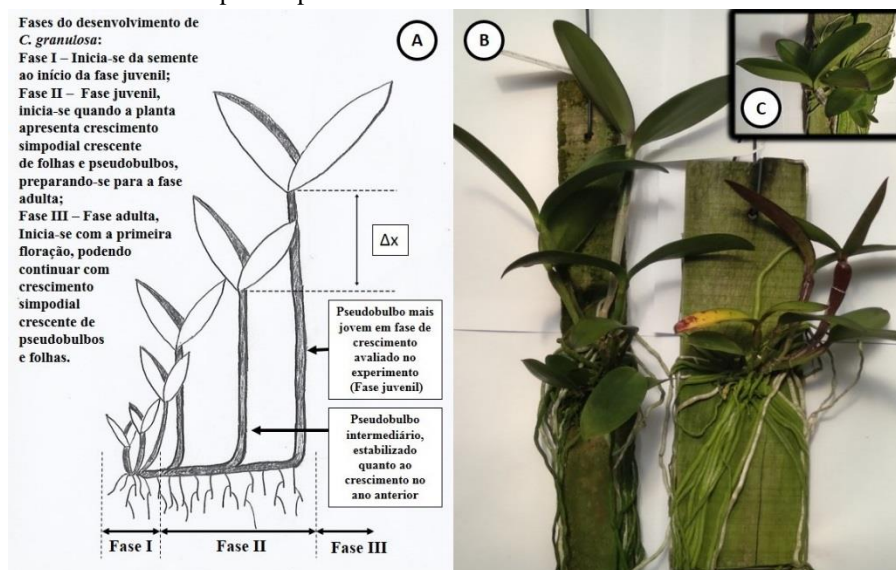 Fases do desenvolvimento de
C. granulosa:
Fase I – Inicia-se da semente
ao início da fase juvenil;
Fase II – Fase juvenil,
inicia-se quando a planta
apresenta crescimento
simpodial crescente
de folhas e pseudobulbos,
preparando-se para a fase
adulta;
Fase III – Fase adulta,
Inicia-se com a primeira
floração, podendo
continuar com
crescimento
simpodial
crescente de
pseudobulbos
e folhas.
A
Δx
Pseudobulbo mais
jovem em fase de
crescimento
avaliado no
experimento
(Fase juvenil)
Pseudobulbo
intermediário,
estabilizado
quanto ao
crescimento no
ano anterior
Fase I
Fase II
Fase III
B
C